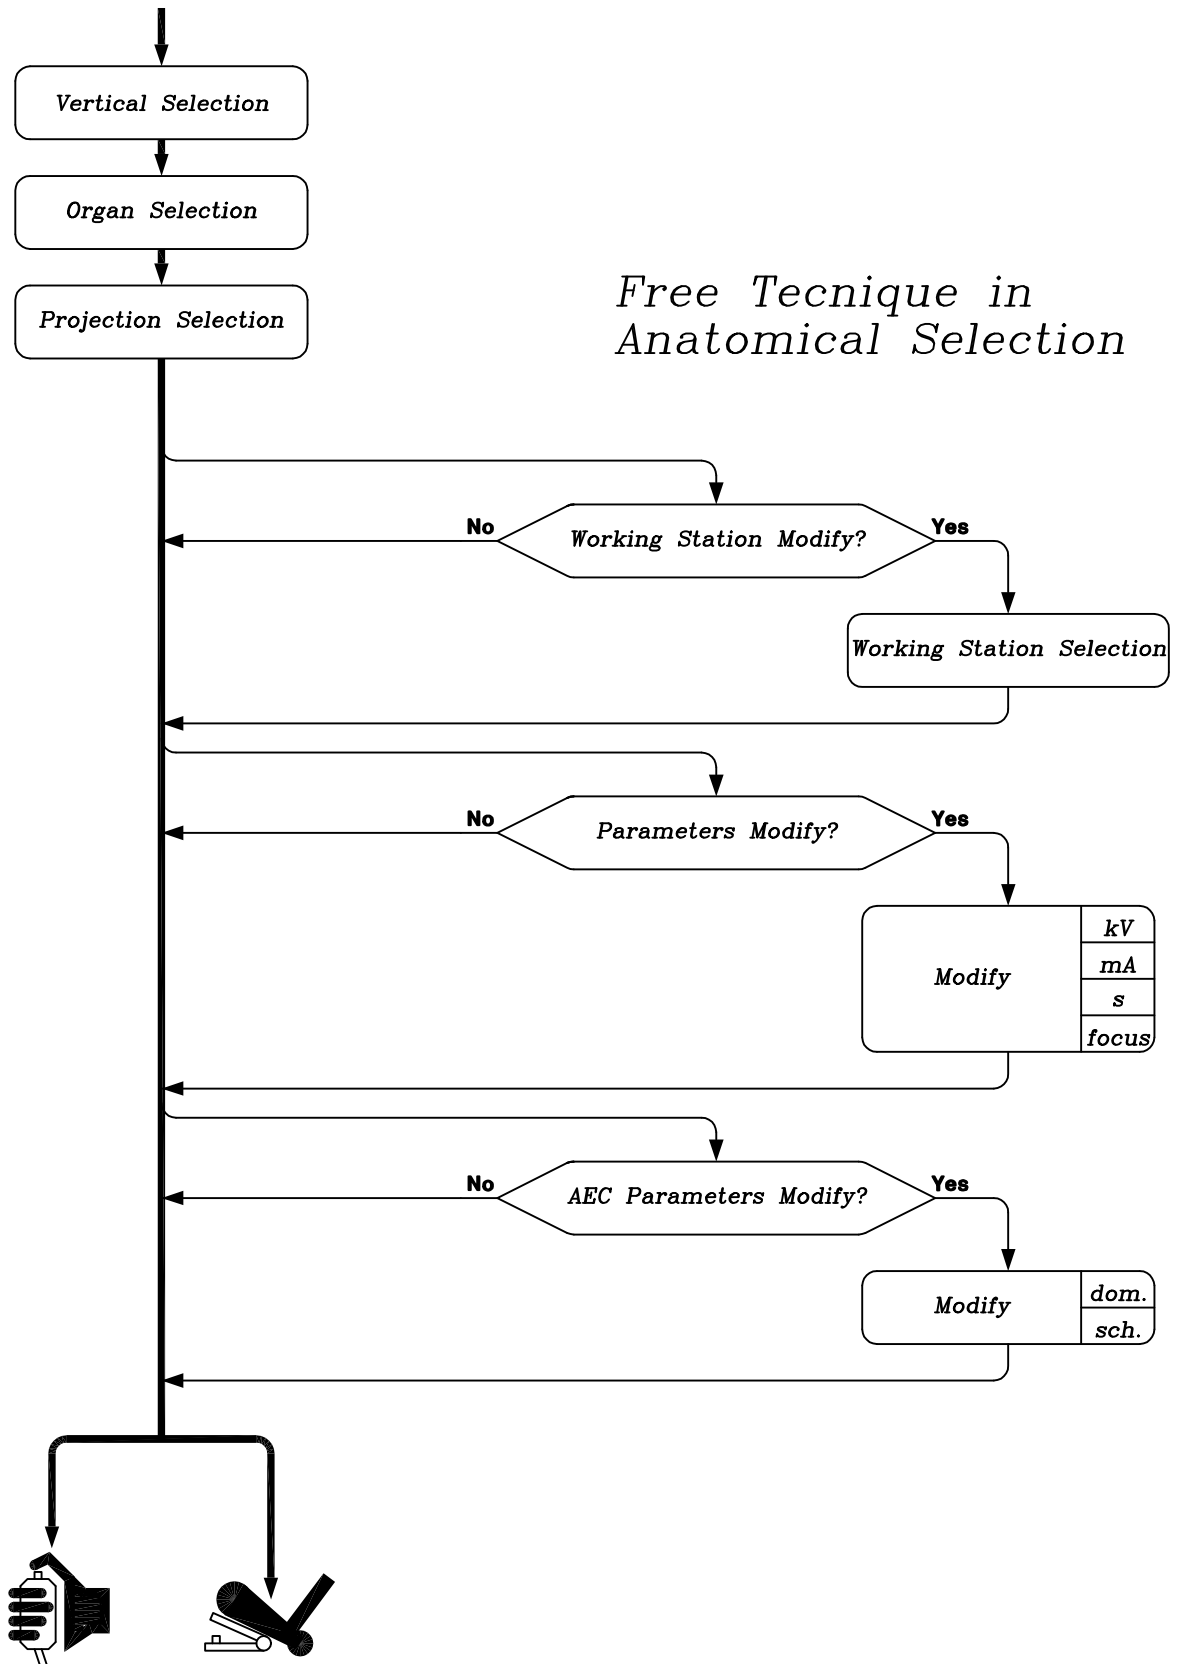 Vertical Selection
Organ Selection
Projection Selection
Free Tecnique in
Anatomical Selection
No
Working Station Modify?
Yes
Working Station Selection
No
Parameters Modify?
Yes
Modify
kV
mA
s
focus
No
AEC Parameters Modify?
Yes
Modify
dom.
sch.